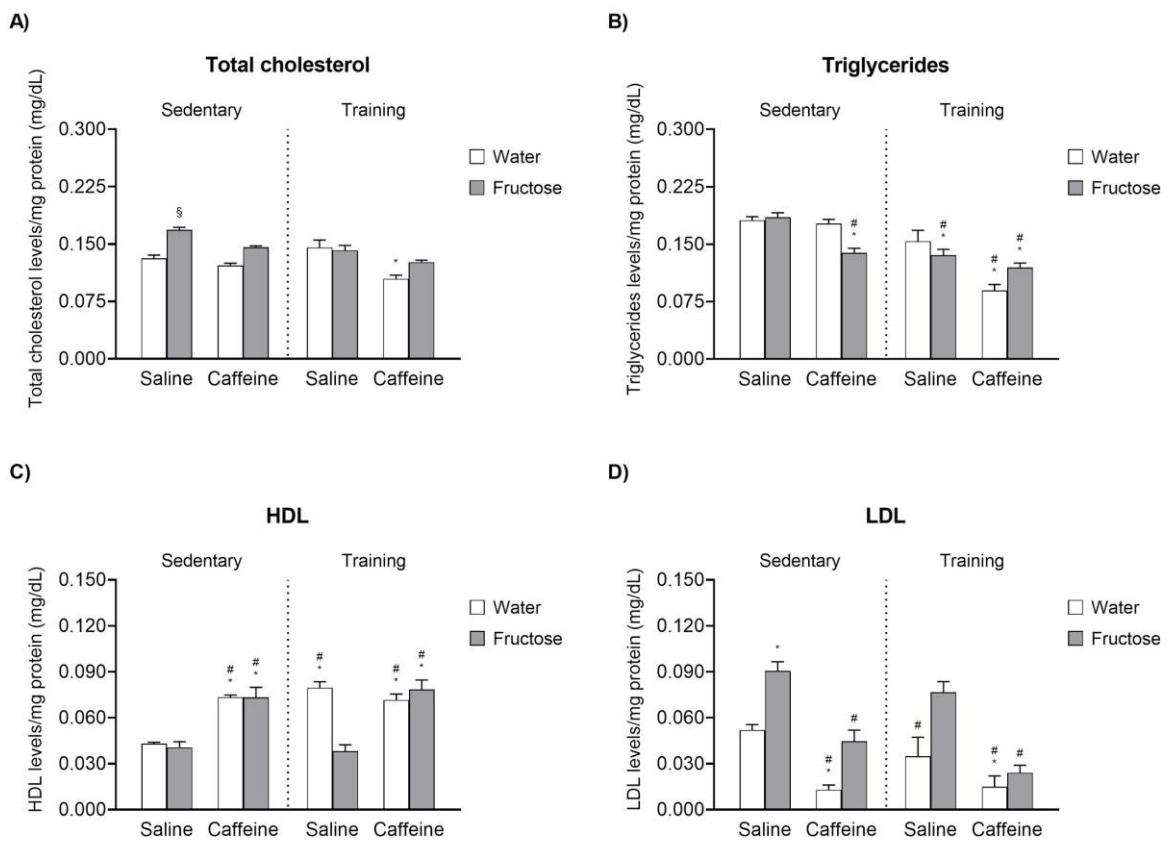 A)
Total cholesterol
Sedentary Training
Total cholesterol levels/mg protein (mg/dL)
0.300
0.225
0.150
0.075
0.000
§
*
Saline Caffeine Saline Caffeine
Water
Fructose
B)
Triglycerides
Sedentary Training
Triglycerides levels/mg protein (mg/dL)
0.300
0.225
0.150
0.075
0.000
# # # #
* * * *
Saline Caffeine Saline Caffeine
Water
Fructose
C)
HDL
Sedentary Training
HDL levels/mg protein (mg/dL)
0.150
0.120
0.090
0.060
0.030
0.000
# # # # #
* * * * *
Saline Caffeine Saline Caffeine
Water
Fructose
D)
LDL
Sedentary Training
LDL levels/mg protein (mg/dL)
0.150
0.120
0.090
0.060
0.030
0.000
*
# # # # #
* *
Saline Caffeine Saline Caffeine
Water
Fructose